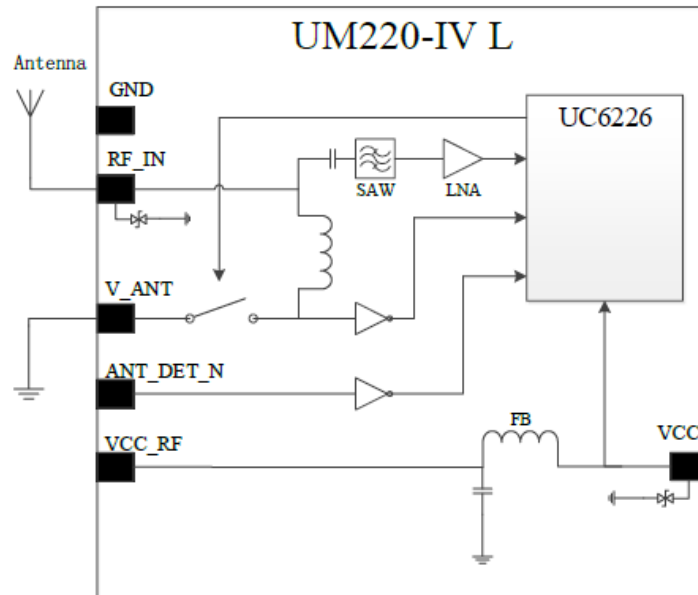 UM220-IV L
Antenna
GND
UC6226
RF_IN
SAW
LNA
V_ANT
ANT_DET_N
FB
VCC_RF
VCC